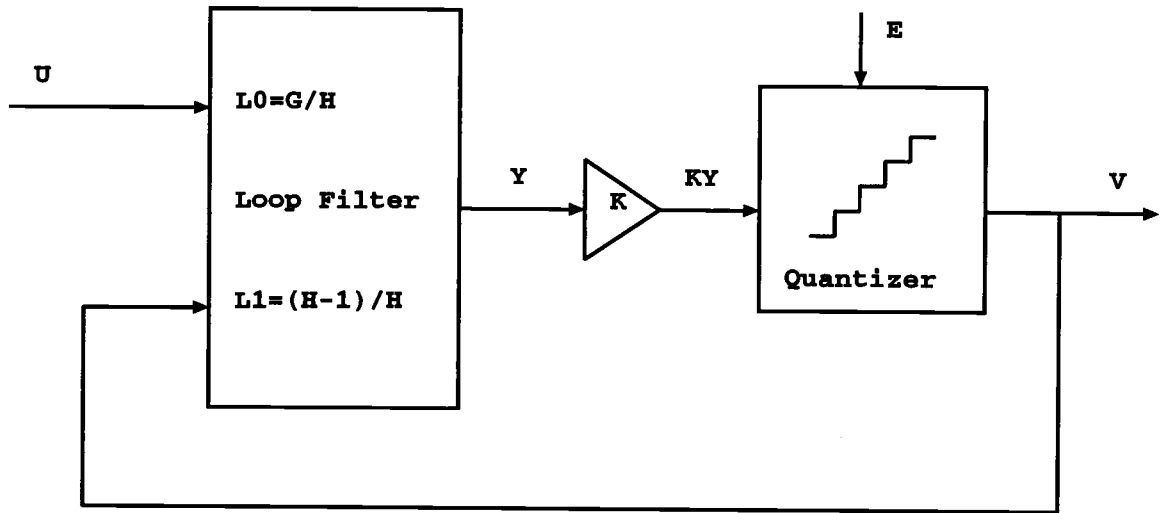 U
L0=G/H
Loop Filter
L1=(H-1)/H
Y
K
KY
E
Quantizer
V